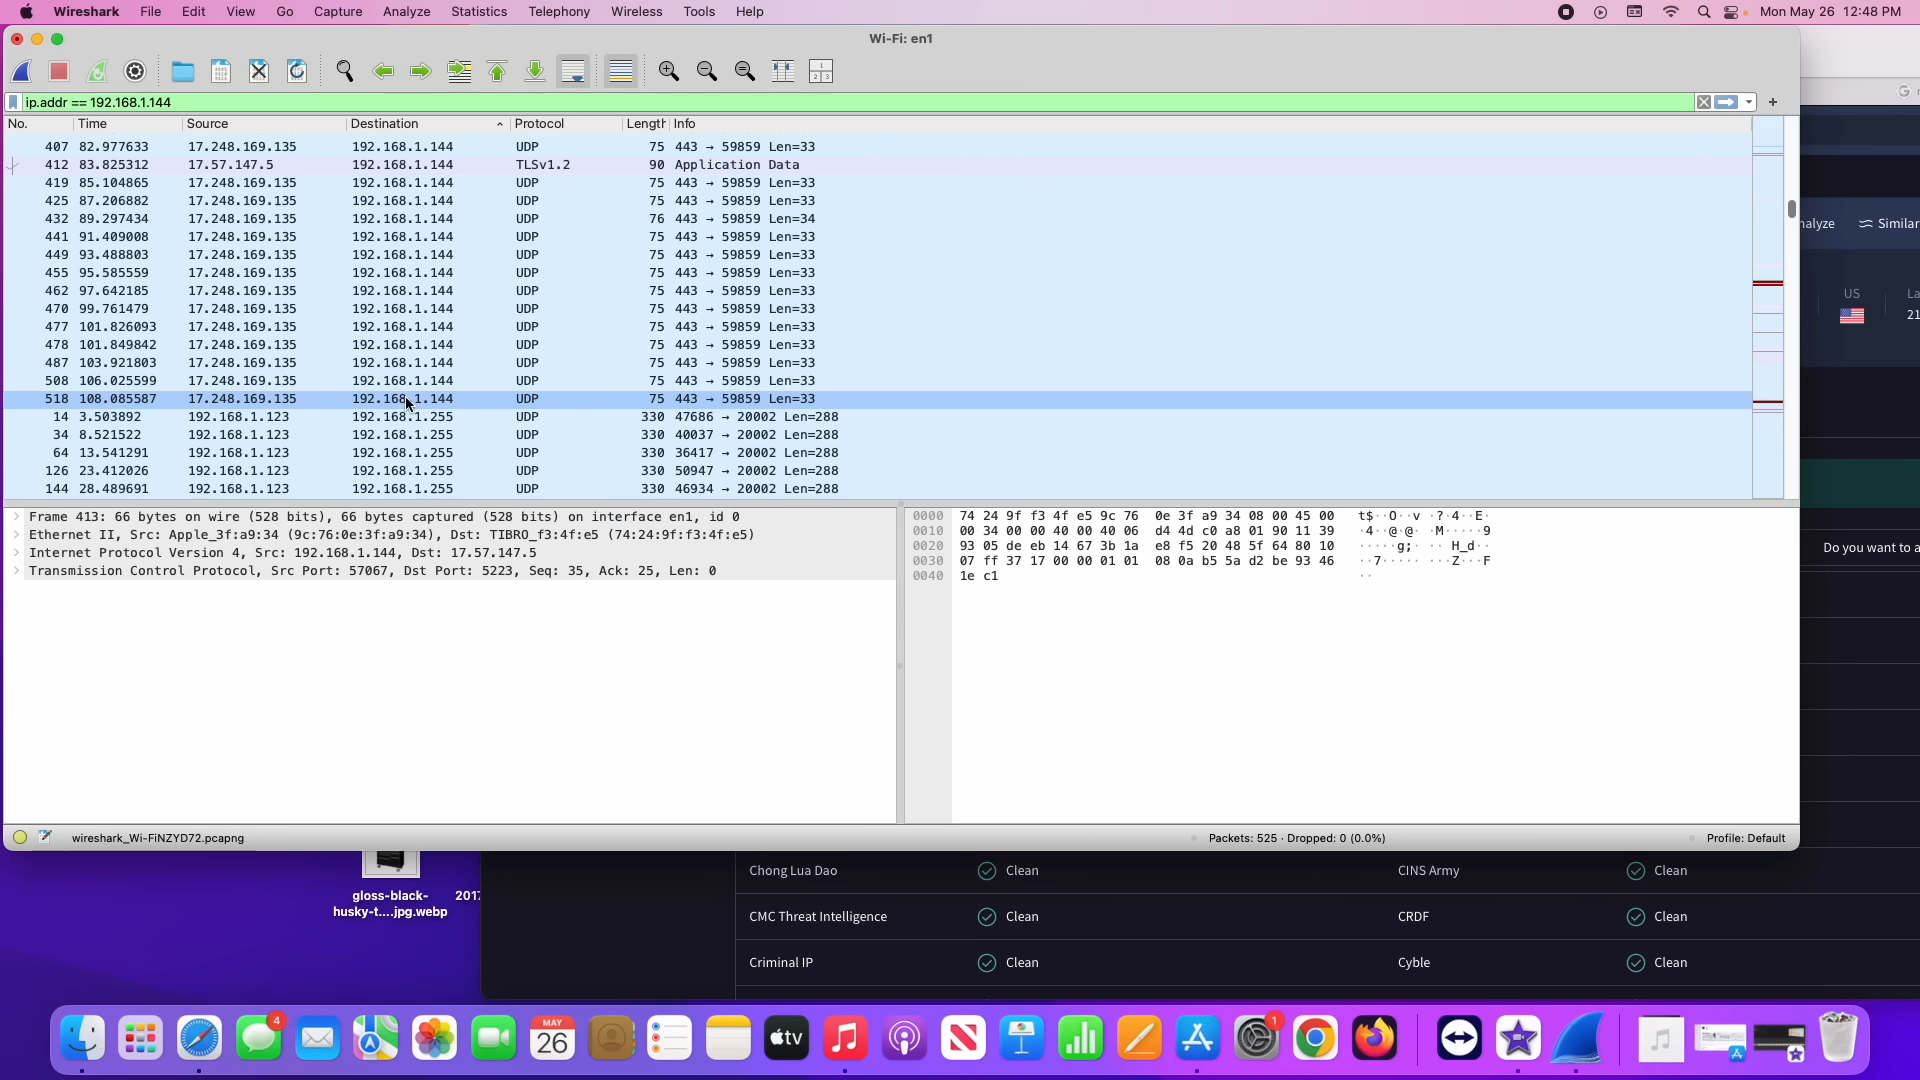 Wireshark File Edit View Go Capture Analyze Statistics Telephony Wireless Tools Help Mon May 26 12:48 PM
Wi-Fi: en1
ip.addr == 192.168.1.144
No. Time Source Destination Protocol Length Info
407 82.977633 17.248.169.135 192.168.1.144 UDP 75 443 → 59859 Len=33
412 83.825312 17.57.147.5 192.168.1.144 TLSv1.2 90 Application Data
419 85.104865 17.248.169.135 192.168.1.144 UDP 75 443 → 59859 Len=33
425 87.206882 17.248.169.135 192.168.1.144 UDP 75 443 → 59859 Len=33
432 89.297434 17.248.169.135 192.168.1.144 UDP 76 443 → 59859 Len=34
441 91.409008 17.248.169.135 192.168.1.144 UDP 75 443 → 59859 Len=33
449 93.488803 17.248.169.135 192.168.1.144 UDP 75 443 → 59859 Len=33
455 95.585559 17.248.169.135 192.168.1.144 UDP 75 443 → 59859 Len=33
462 97.642185 17.248.169.135 192.168.1.144 UDP 75 443 → 59859 Len=33
470 99.761479 17.248.169.135 192.168.1.144 UDP 75 443 → 59859 Len=33
477 101.826093 17.248.169.135 192.168.1.144 UDP 75 443 → 59859 Len=33
478 101.849842 17.248.169.135 192.168.1.144 UDP 75 443 → 59859 Len=33
487 103.921803 17.248.169.135 192.168.1.144 UDP 75 443 → 59859 Len=33
508 106.025599 17.248.169.135 192.168.1.144 UDP 75 443 → 59859 Len=33
518 108.085587 17.248.169.135 192.168.1.144 UDP 75 443 → 59859 Len=33
14 3.503892 192.168.1.123 192.168.1.255 UDP 330 47686 → 20002 Len=288
34 8.521522 192.168.1.123 192.168.1.255 UDP 330 40037 → 20002 Len=288
64 13.541291 192.168.1.123 192.168.1.255 UDP 330 36417 → 20002 Len=288
126 23.412026 192.168.1.123 192.168.1.255 UDP 330 50947 → 20002 Len=288
144 28.489691 192.168.1.123 192.168.1.255 UDP 330 46934 → 20002 Len=288
Frame 413: 66 bytes on wire (528 bits), 66 bytes captured (528 bits) on interface en1, id 0
Ethernet II, Src: Apple_3f:a9:34 (9c:76:0e:3f:a9:34), Dst: TIBRO_f3:4f:e5 (74:24:9f:f3:4f:e5)
Internet Protocol Version 4, Src: 192.168.1.144, Dst: 17.57.147.5
Transmission Control Protocol, Src Port: 57067, Dst Port: 5223, Seq: 35, Ack: 25, Len: 0
0000 74 24 9f f3 4f e5 9c 76 0e 3f a9 34 08 00 45 00 t$··O··v ·?·4··E·
0010 00 34 00 00 40 00 40 06 d4 4d c0 a8 01 90 11 39 ·4··@·@· ·M·····9
0020 93 05 de eb 14 67 3b 1a e8 f5 20 48 5f 64 80 10 ·····g;· ·· H_d··
0030 07 ff 37 17 00 00 01 01 08 0a b5 5a d2 be 93 46 ··7····· ···Z···F
0040 1e c1 ··
wireshark_Wi-FiNZYD72.pcapng
Packets: 525 · Dropped: 0 (0.0%)
Profile: Default
nalyze
Similar
US
La
21
Do you want to a
Chong Lua Dao Clean CINS Army Clean
CMC Threat Intelligence Clean CRDF Clean
Criminal IP Clean Cyble Clean
gloss-black-
husky-t....jpg.webp
2017
4
MAY
26
tv
1